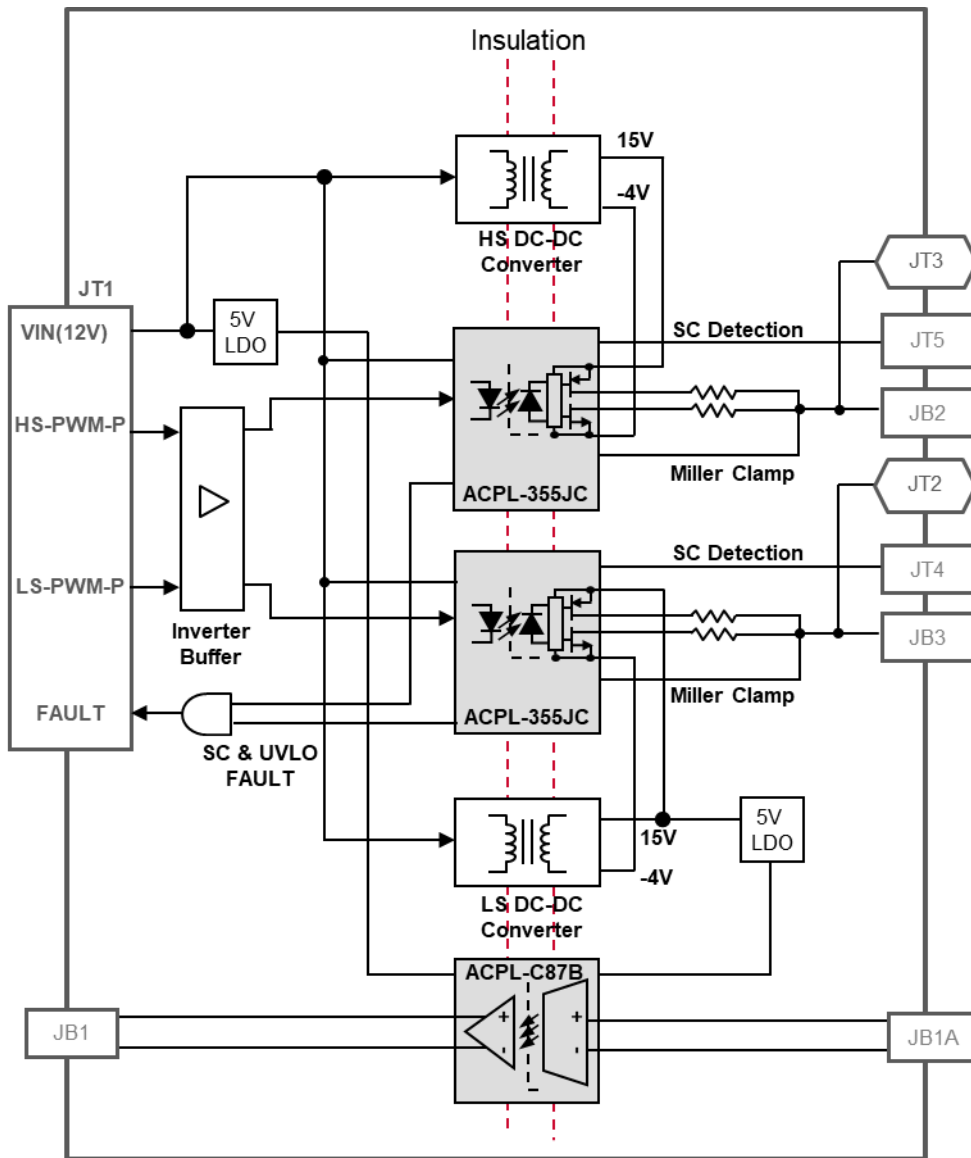 Insulation
15V
-4V
HS DC-DC
Converter
JT3
JT1
VIN(12V)
5V
LDO
SC Detection
JT5
HS-PWM-P
JB2
Miller Clamp
ACPL-355JC
JT2
SC Detection
JT4
LS-PWM-P
JB3
Inverter
Buffer
Miller Clamp
ACPL-355JC
FAULT
SC & UVLO
FAULT
15V
-4V
5V
LDO
LS DC-DC
Converter
ACPL-C87B
JB1
+
-
+
-
JB1A